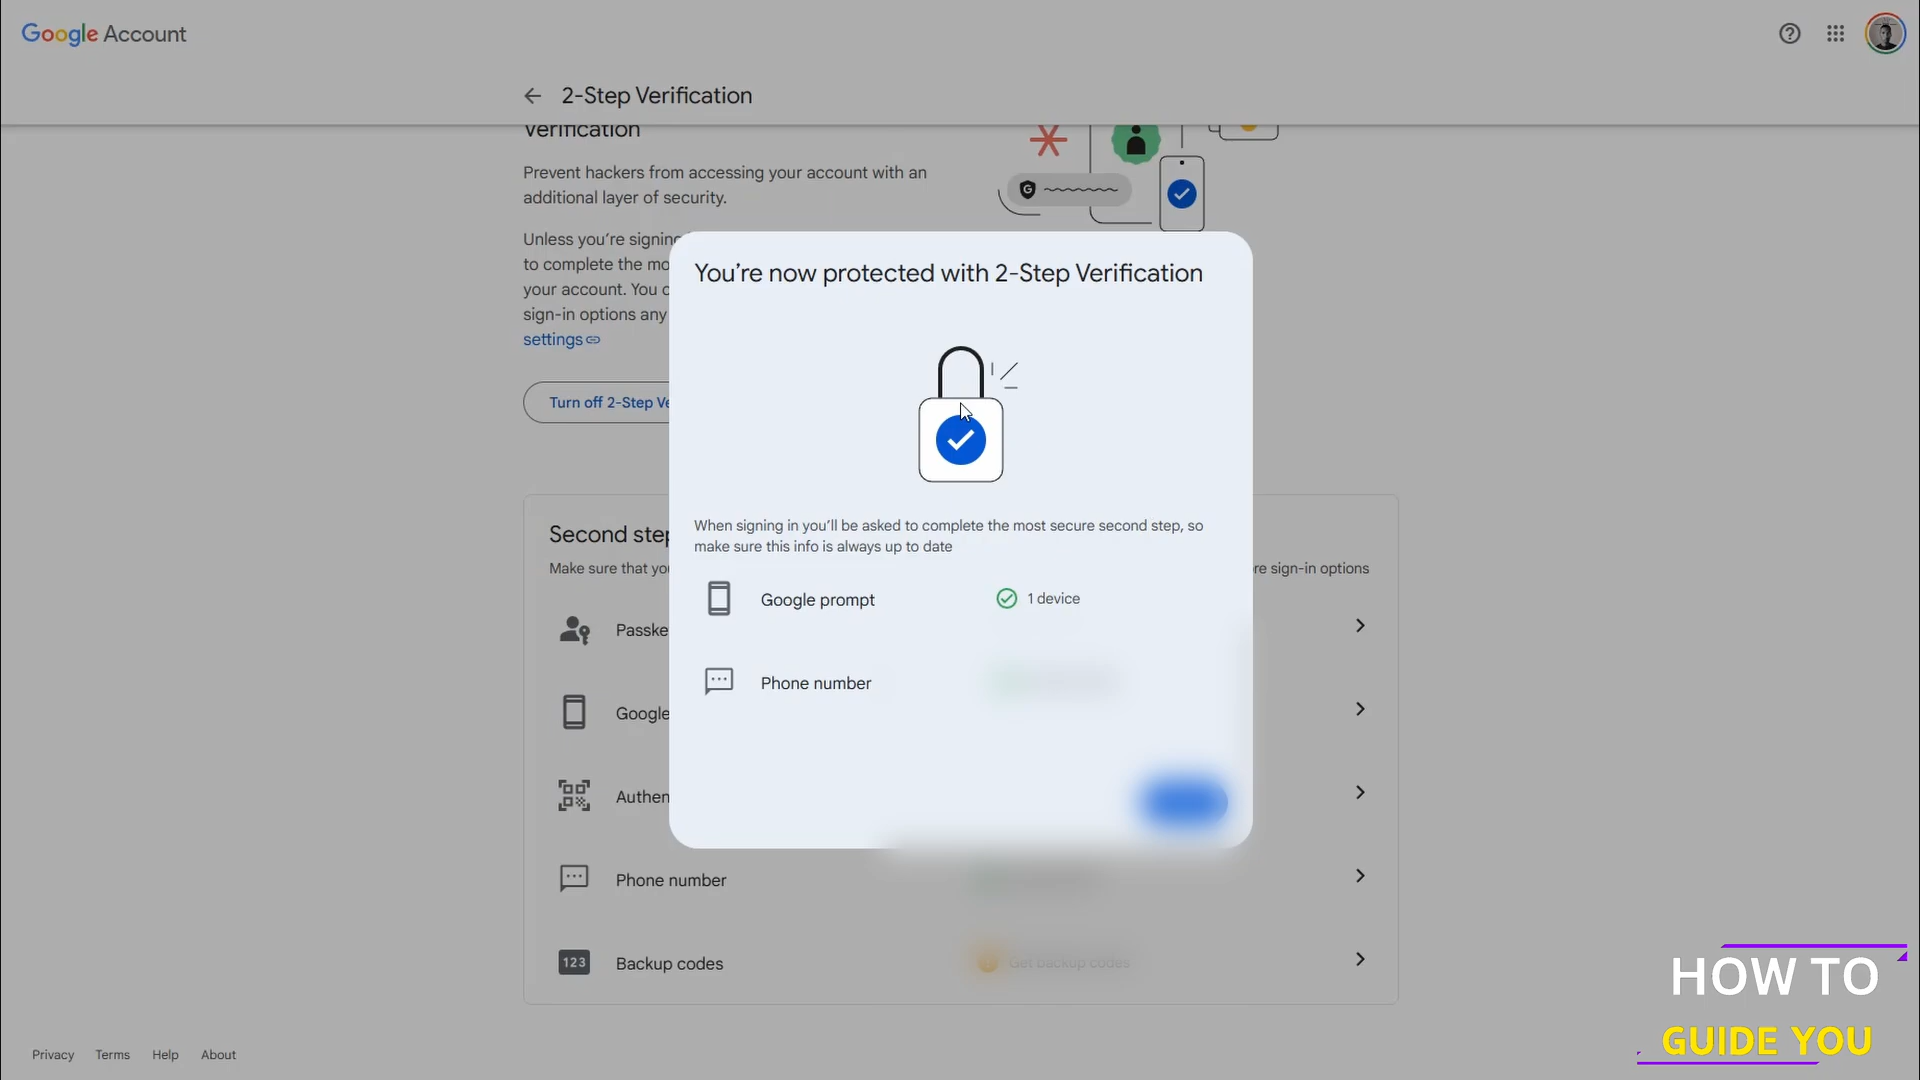 Google Account
2-Step Verification
Verification
Prevent hackers from accessing your account with an
additional layer of security.
Unless you're signing
to complete the mo
your account. You c
sign-in options any
settings
Turn off 2-Step Ve
You're now protected with 2-Step Verification
When signing in you'll be asked to complete the most secure second step, so
make sure this info is always up to date
Google prompt
1 device
Phone number
Second step
Make sure that you
re sign-in options
Passke
Google
Authen
Phone number
123
Backup codes
Get backup codes
Privacy
Terms
Help
About
HOW TO
GUIDE YOU